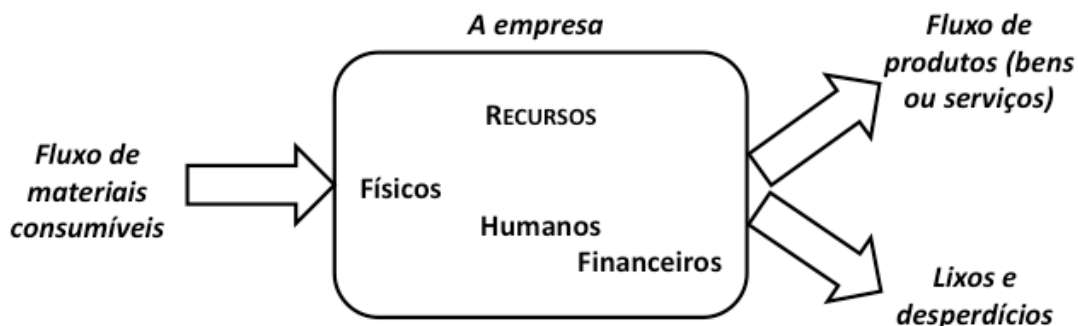 A empresa
Fluxo de
produtos (bens
ou serviços)
RECURSOS
Fluxo de
materiais
consumíveis
Físicos
Humanos
Financeiros
Lixos e
desperdícios